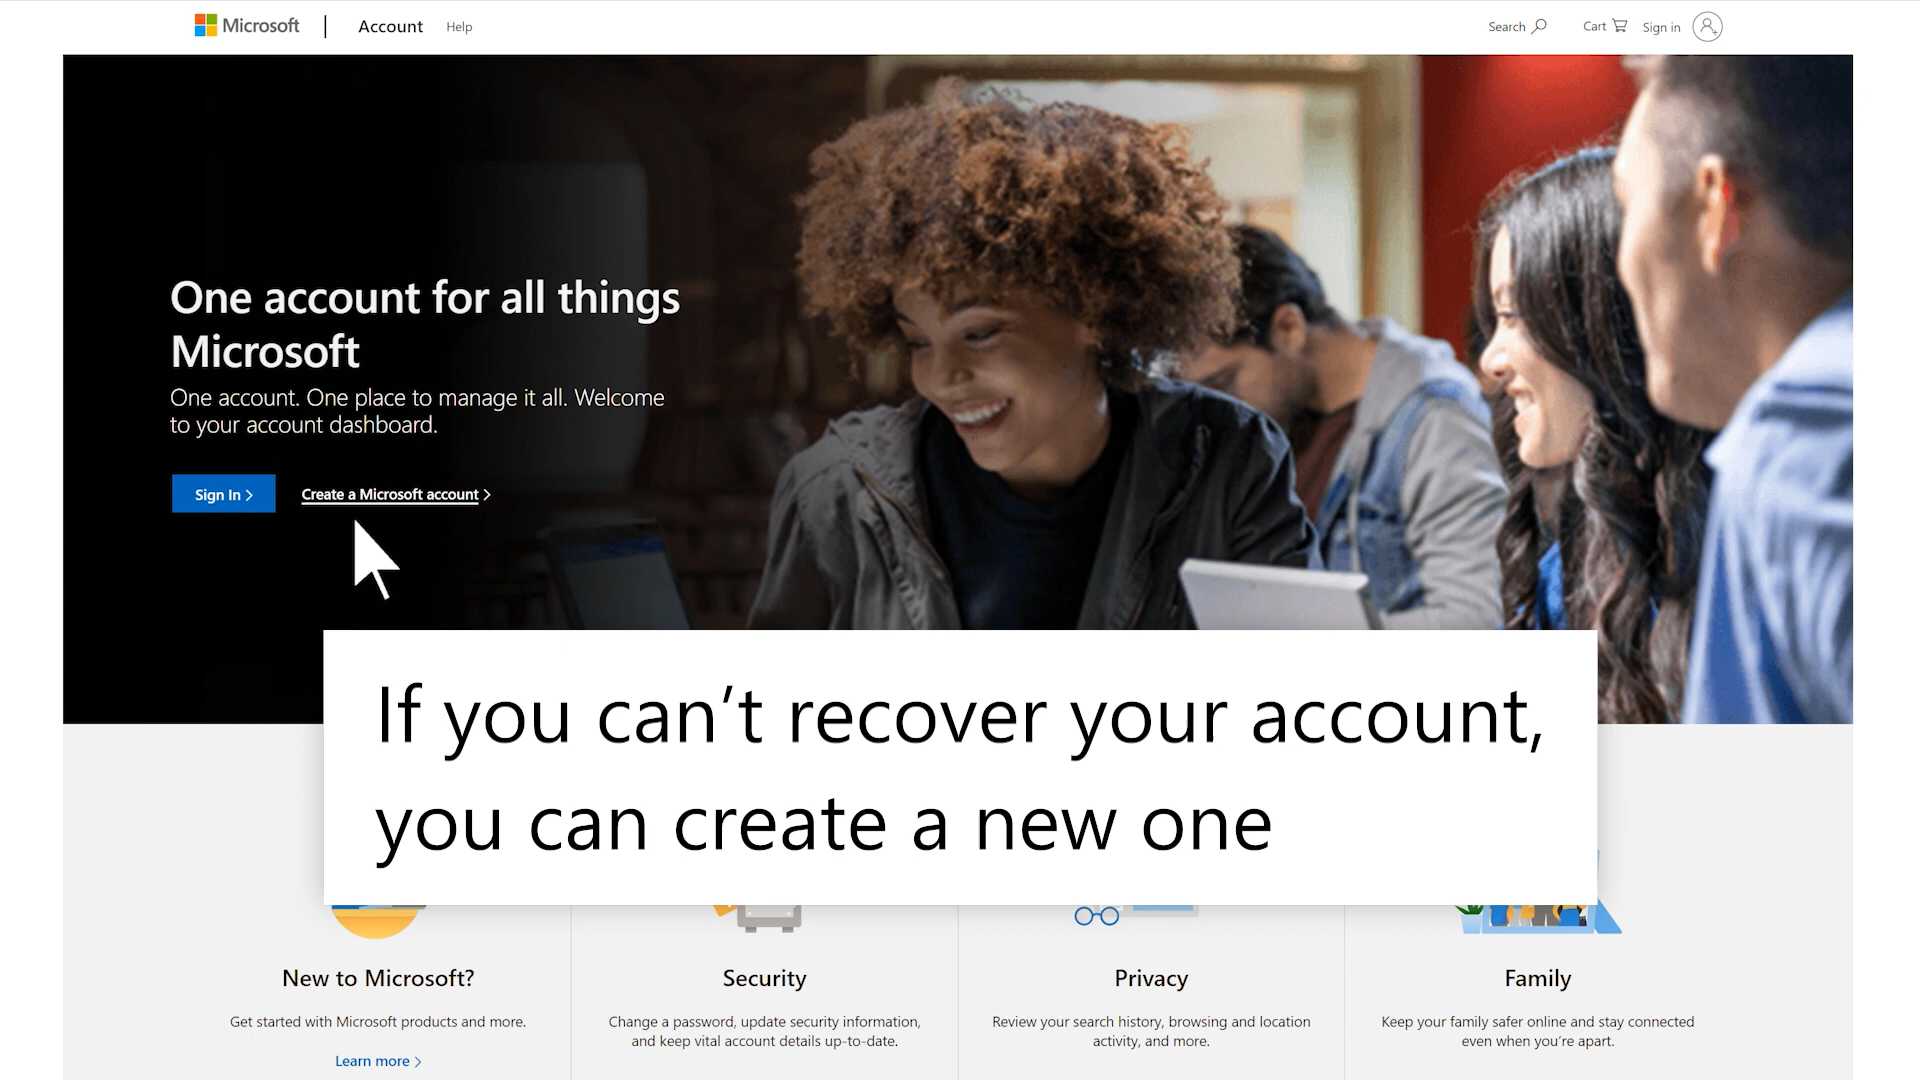 Microsoft
Account
Help
Search
Cart
Sign in
One account for all things
Microsoft
One account. One place to manage it all. Welcome
to your account dashboard.
Sign In >
Create a Microsoft account >
If you can’t recover your account,
you can create a new one
New to Microsoft?
Get started with Microsoft products and more.
Learn more >
Security
Change a password, update security information,
and keep vital account details up-to-date.
Privacy
Review your search history, browsing and location
activity, and more.
Family
Keep your family safer online and stay connected
even when you’re apart.